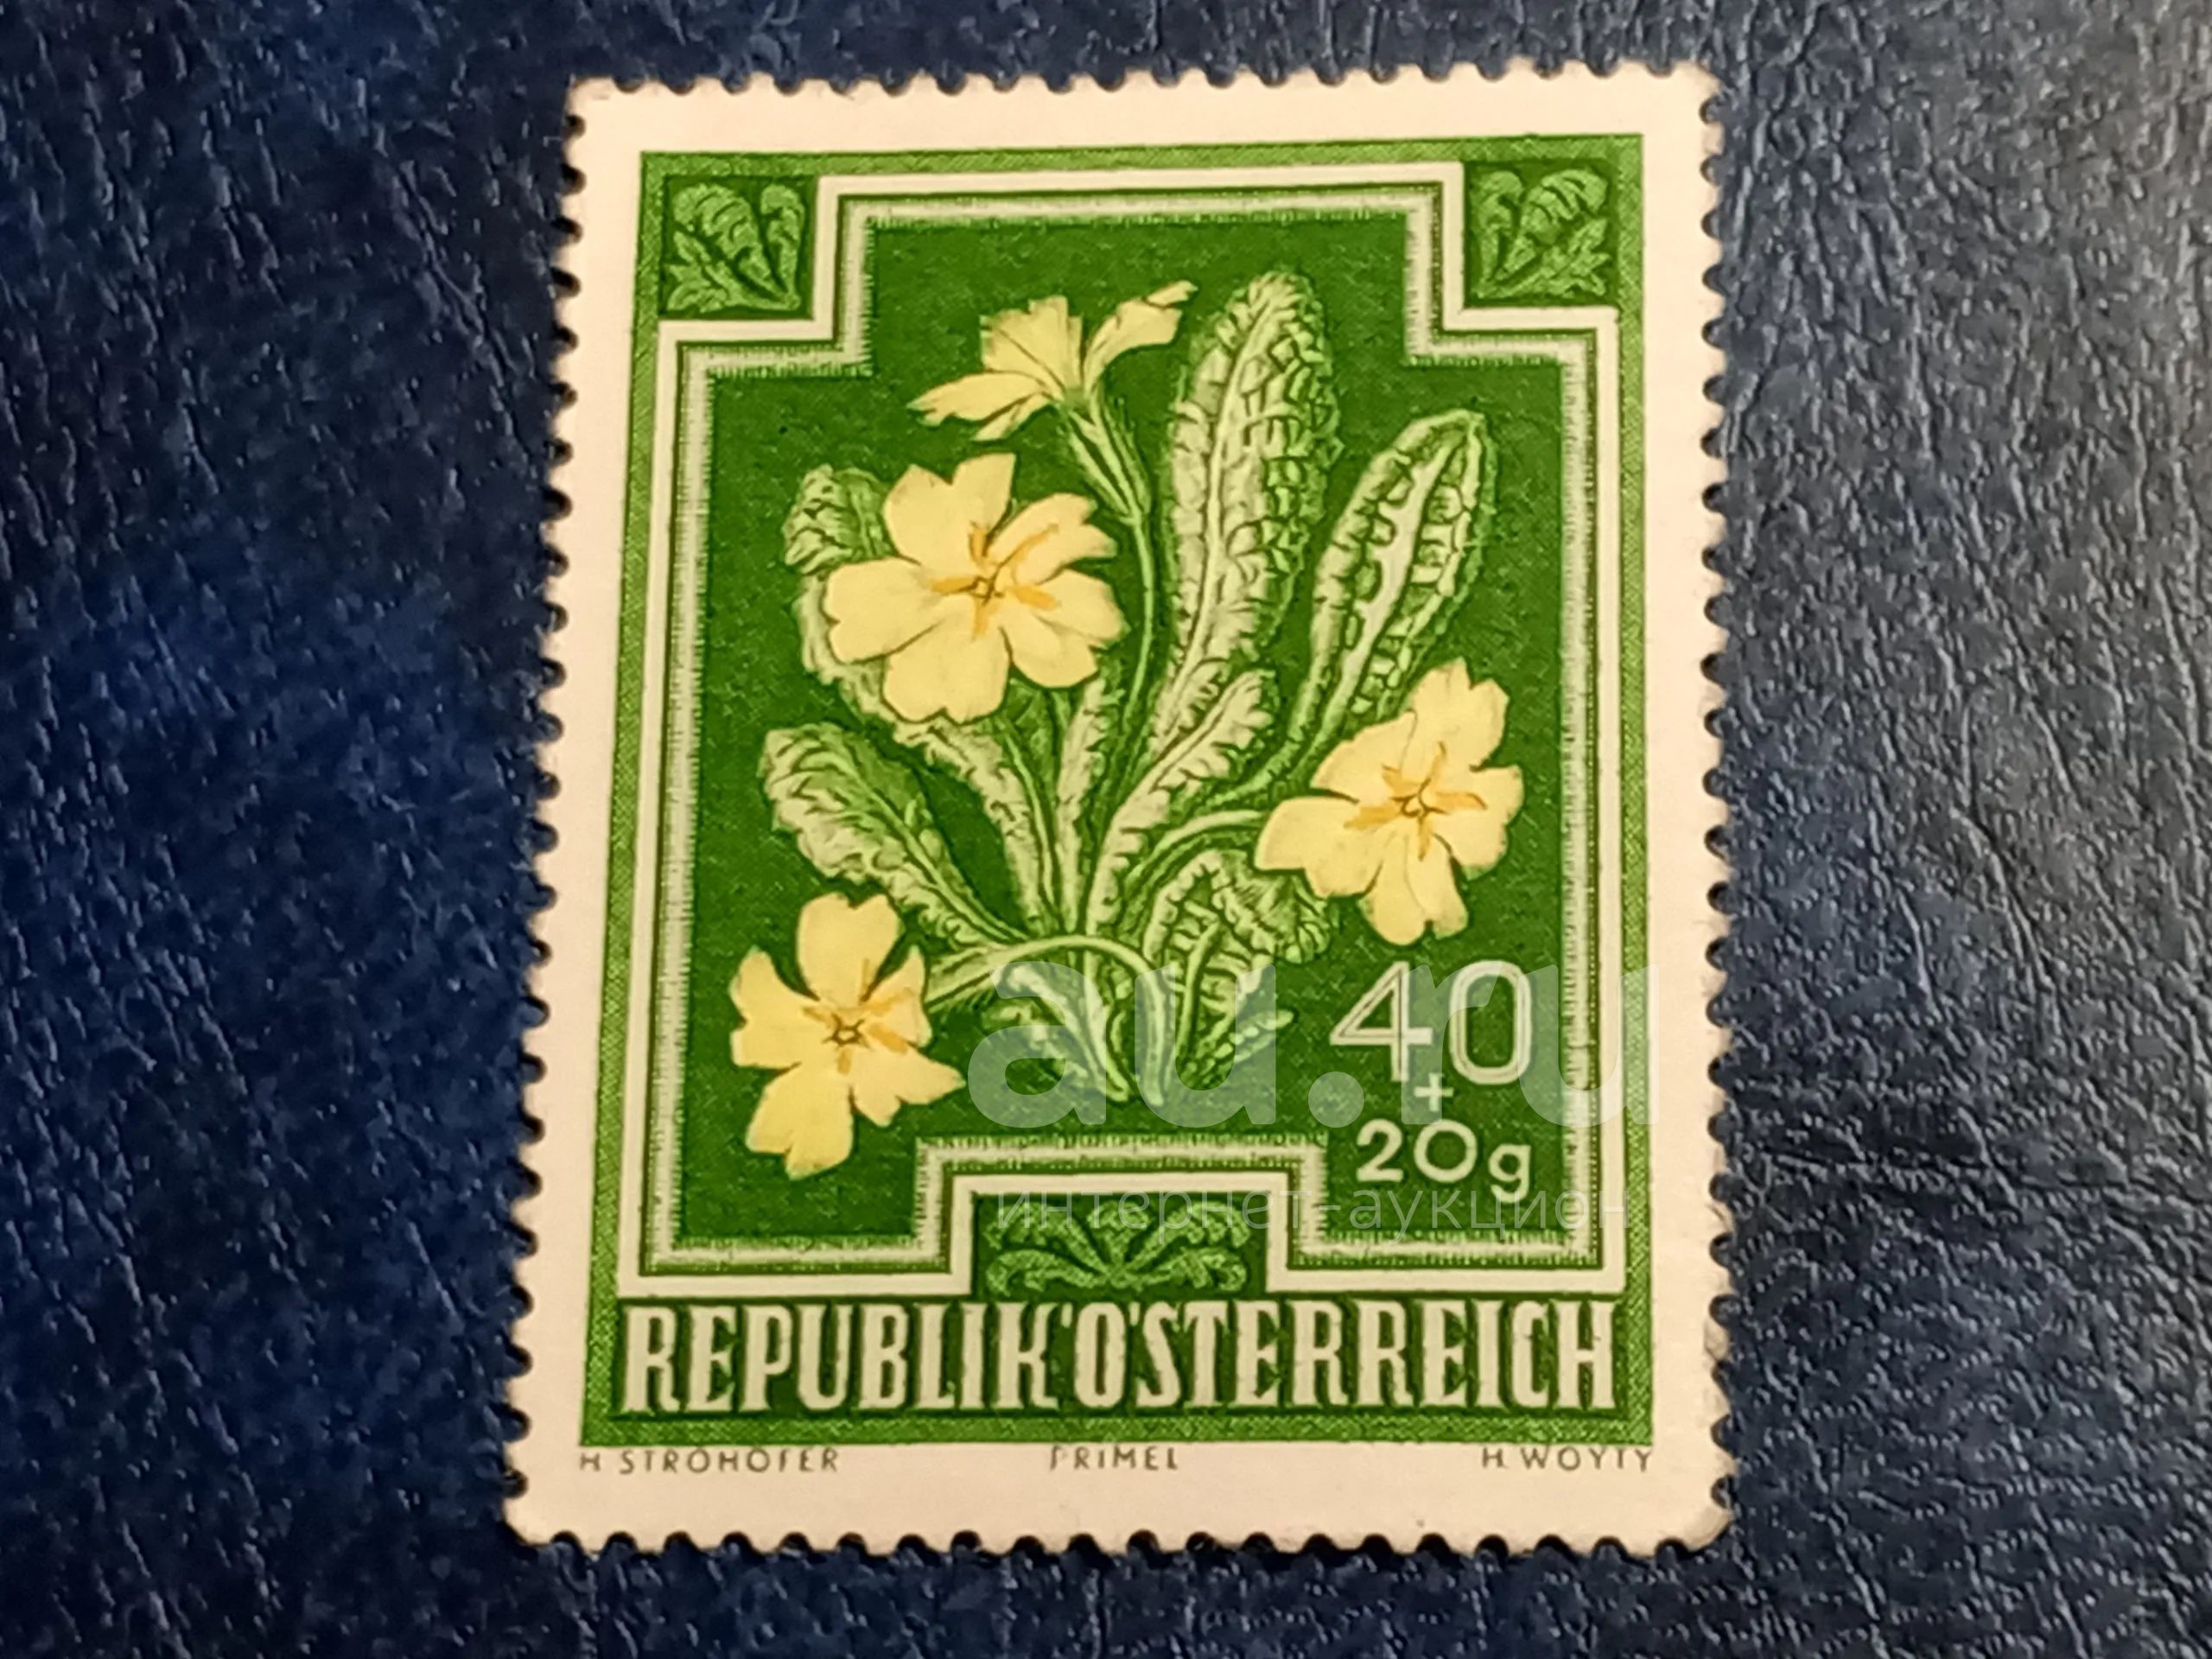 40
+
20g
au.ru
интернет-аукцион
REPUBLIK ÖSTERREICH
H STROHOFER PRIMEL H. WOYTY